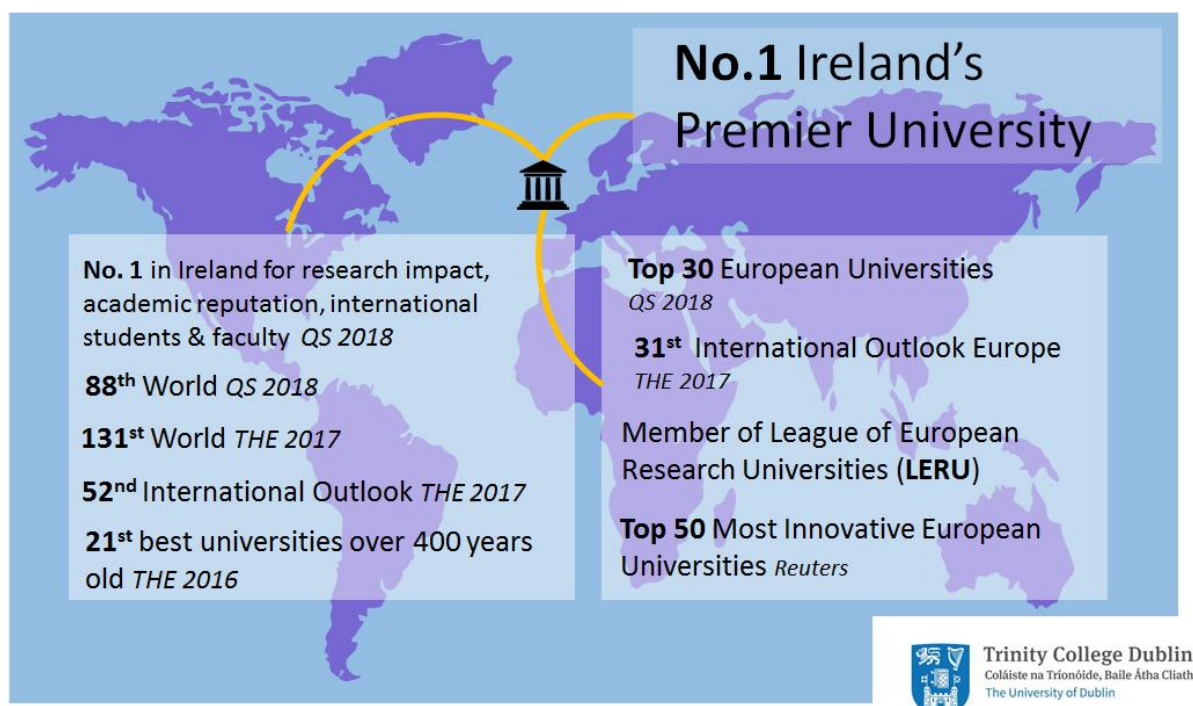 No.1 Ireland's
Premier University
No. 1 in Ireland for research impact,
academic reputation, international
students & faculty QS 2018
88th World QS 2018
131st World THE 2017
52nd International Outlook THE 2017
21st best universities over 400 years
old THE 2016
Top 30 European Universities
QS 2018
31st International Outlook Europe
THE 2017
Member of League of European
Research Universities (LERU)
Top 50 Most Innovative European
Universities Reuters
Trinity College Dublin
Coláiste na Tríonóide, Baile Átha Cliath
The University of Dublin